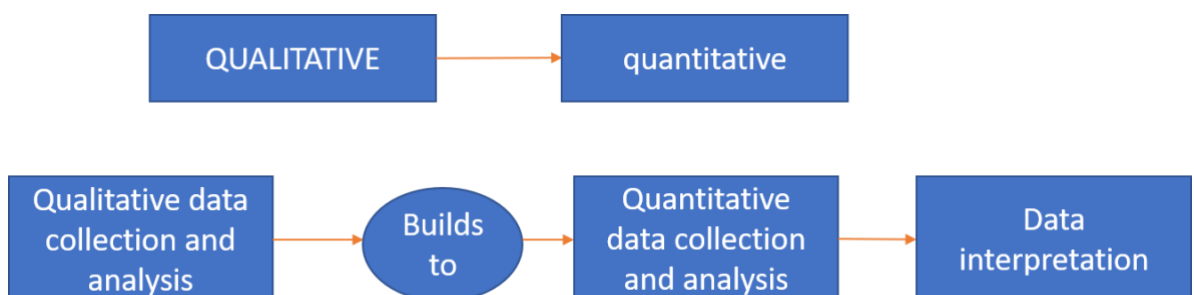 QUALITATIVE
quantitative
Qualitative data
collection and
analysis
Builds
to
Quantitative
data collection
and analysis
Data
interpretation